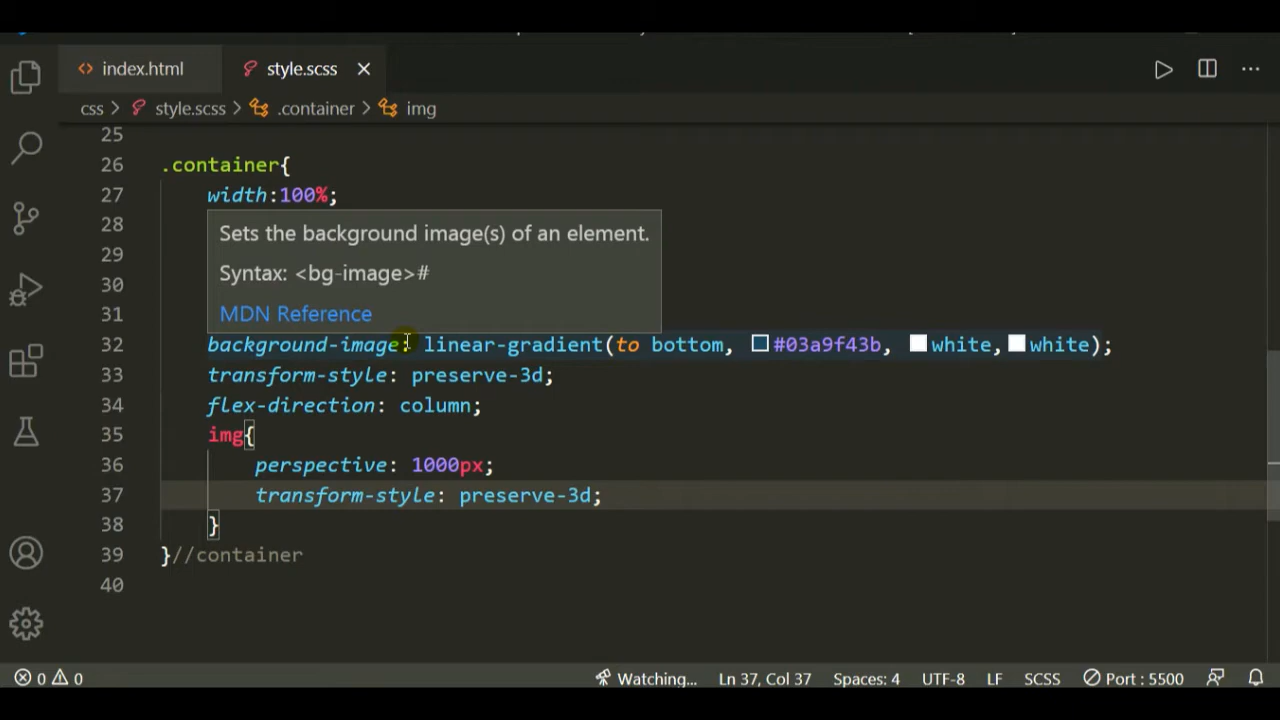 index.html
style.scss
css > style.scss > .container > img
25
26 .container{
27 width:100%;
28
29
30
31
Sets the background image(s) of an element.
Syntax: <bg-image>#
MDN Reference
32 background-image: linear-gradient(to bottom, #03a9f43b, white,white);
33 transform-style: preserve-3d;
34 flex-direction: column;
35 img{
36 perspective: 1000px;
37 transform-style: preserve-3d;
38 }
39 }//container
40
0 0 Watching... Ln 37, Col 37 Spaces: 4 UTF-8 LF SCSS Port : 5500